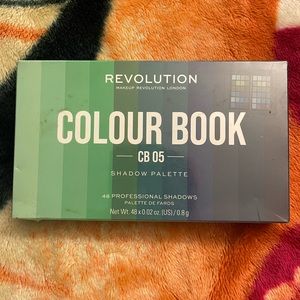 REVOLUTION
MAKEUP REVOLUTION LONDON
COLOUR BOOK
CB 05
SHADOW PALETTE
48 PROFESSIONAL SHADOWS
PALETTE DE FARDS
Net Wt. 48 x 0.02 oz. (US) / 0.8 g